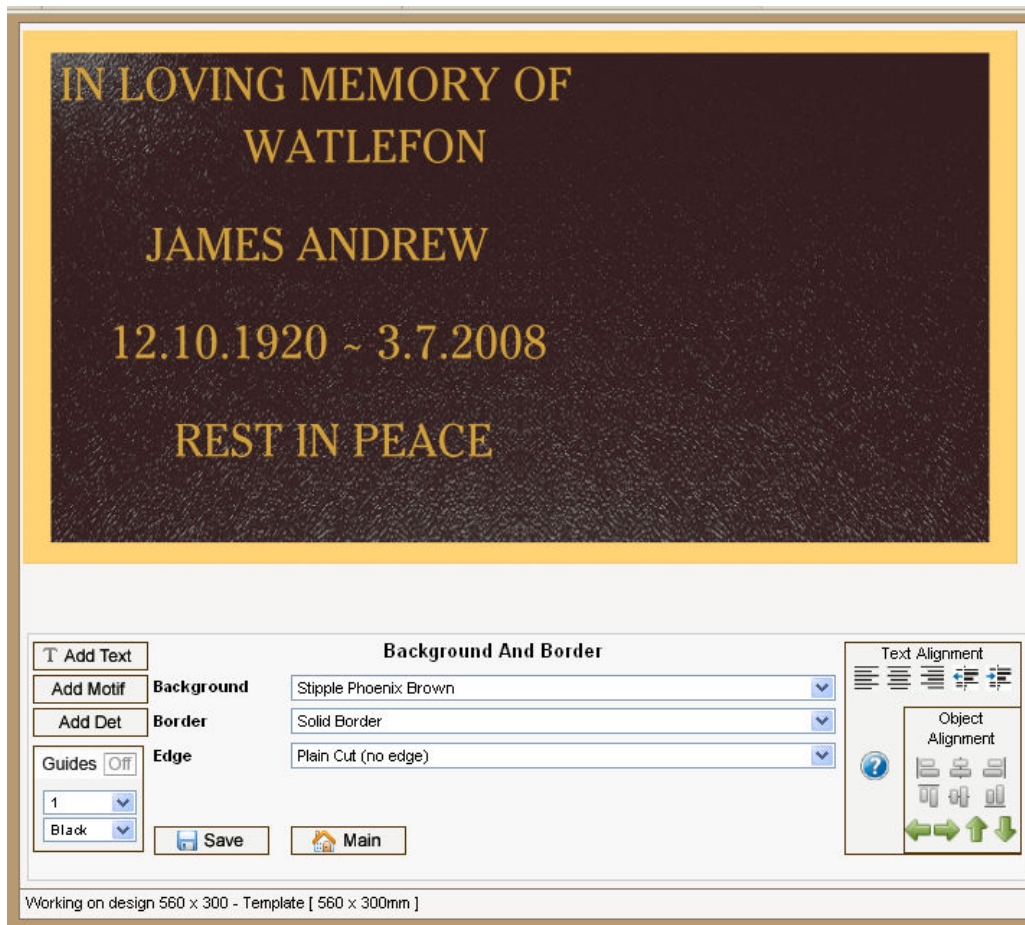 IN LOVING MEMORY OF
WATLEFON
JAMES ANDREW
12.10.1920 ~ 3.7.2008
REST IN PEACE
T Add Text
Add Motif
Add Det
Guides Off
1
Black
Background And Border
Background Stipple Phoenix Brown
Border Solid Border
Edge Plain Cut (no edge)
Save Main
Text Alignment
?
Object
Alignment
Working on design 560 x 300 - Template [ 560 x 300mm ]